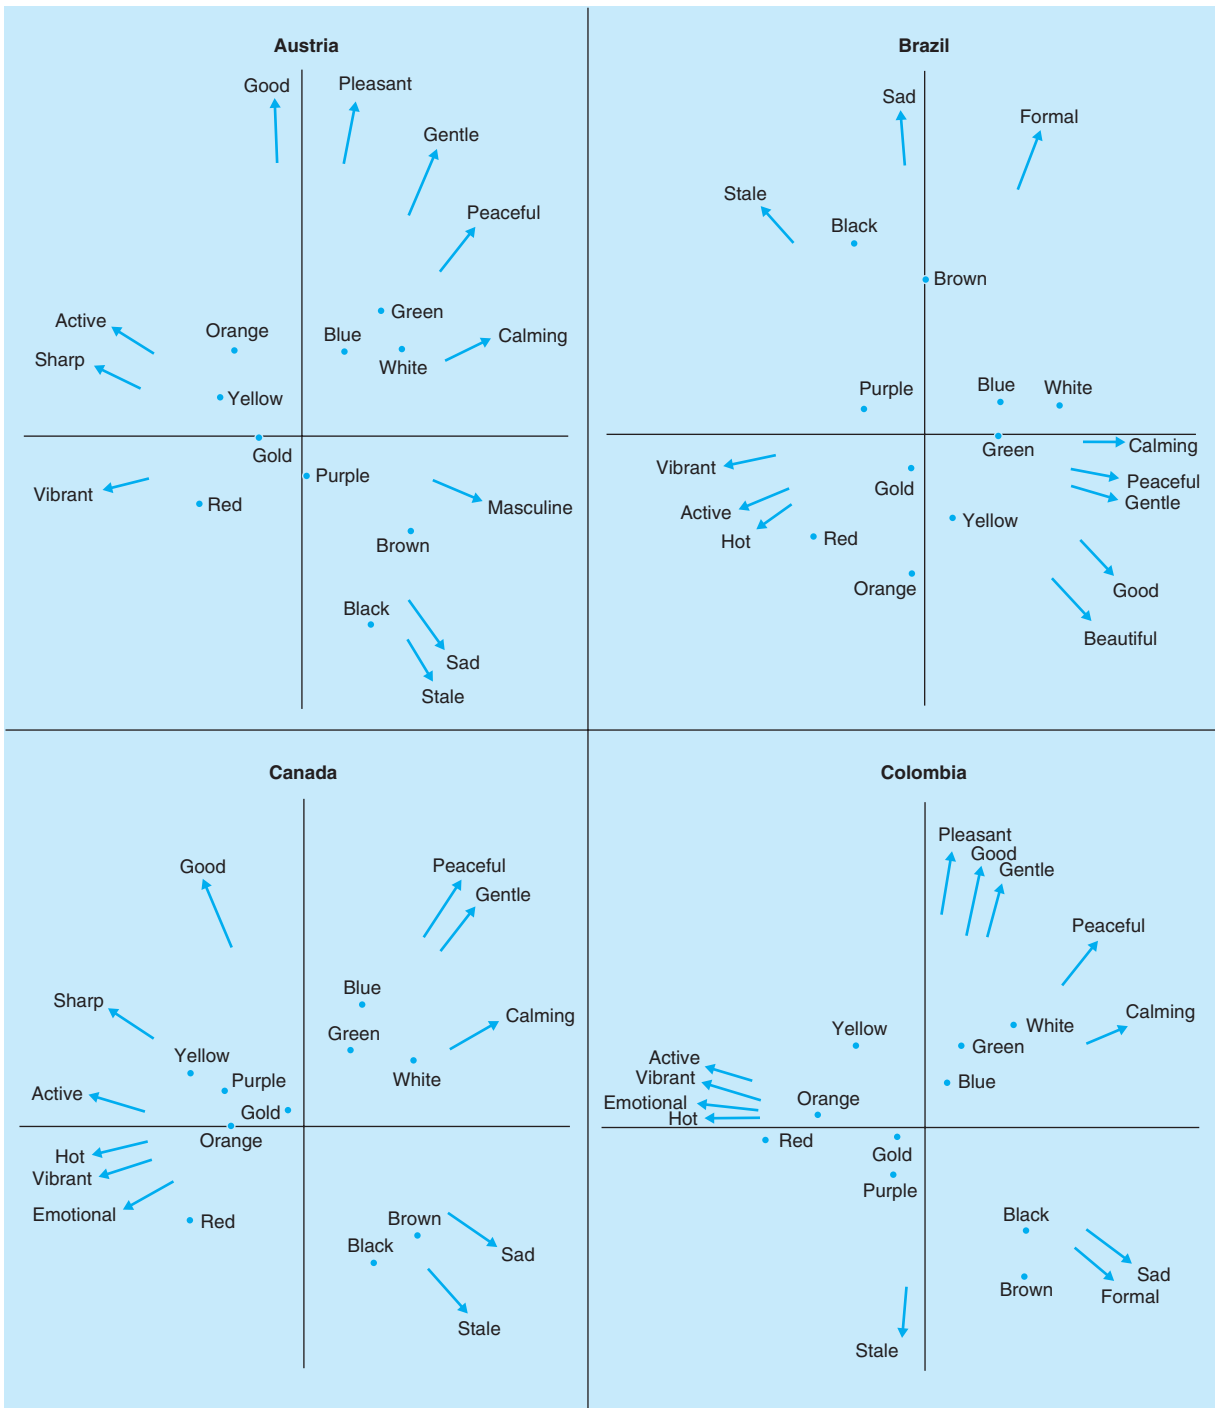 Austria
Good
Pleasant
Gentle
Peaceful
Active
Orange
Green
Blue
Calming
Sharp
White
Yellow
Gold
Purple
Vibrant
Red
Masculine
Brown
Black
Sad
Stale
Brazil
Sad
Formal
Stale
Black
Brown
Purple
Blue
White
Green
Calming
Vibrant
Gold
Peaceful
Gentle
Active
Yellow
Hot
Red
Orange
Good
Beautiful
Canada
Good
Peaceful
Gentle
Blue
Sharp
Calming
Green
Yellow
Purple
White
Active
Gold
Orange
Hot
Vibrant
Emotional
Red
Brown
Black
Sad
Stale
Colombia
Pleasant
Good
Gentle
Peaceful
Calming
White
Yellow
Green
Active
Vibrant
Blue
Emotional
Orange
Hot
Red
Gold
Purple
Black
Sad
Brown
Formal
Stale